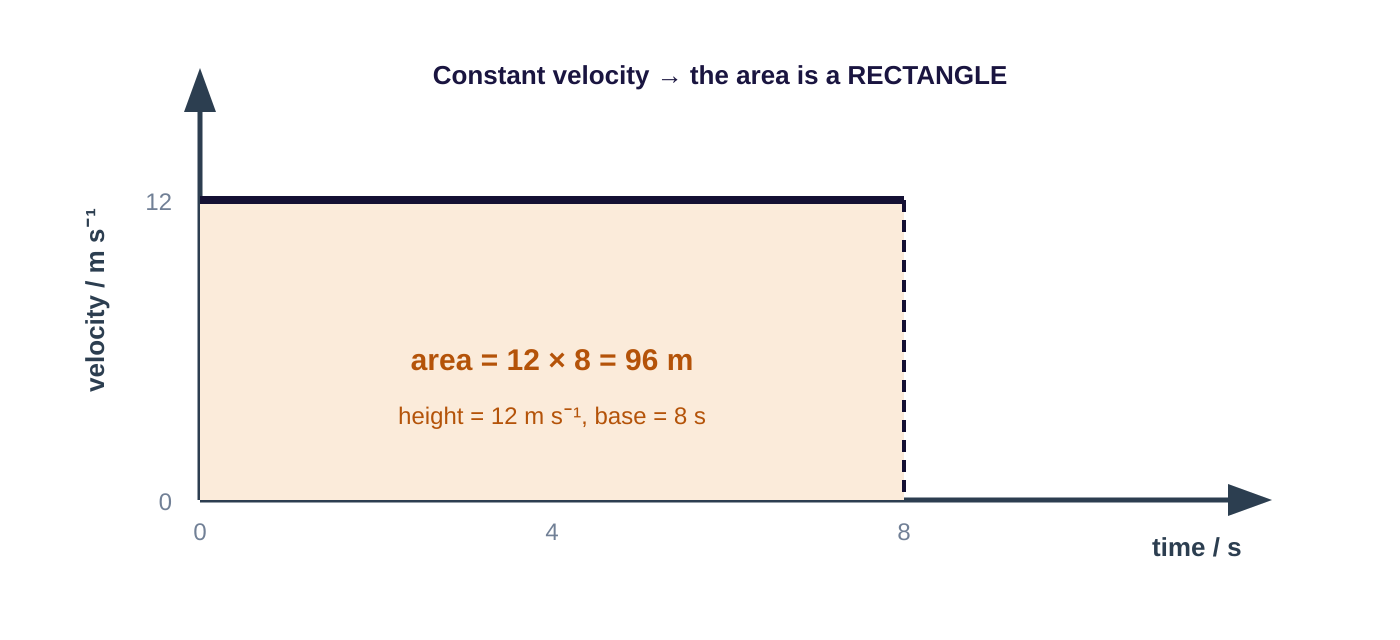 Constant velocity → the area is a RECTANGLE
velocity / m s⁻¹
12
area = 12 × 8 = 96 m
height = 12 m s⁻¹, base = 8 s
0
0
4
8
time / s